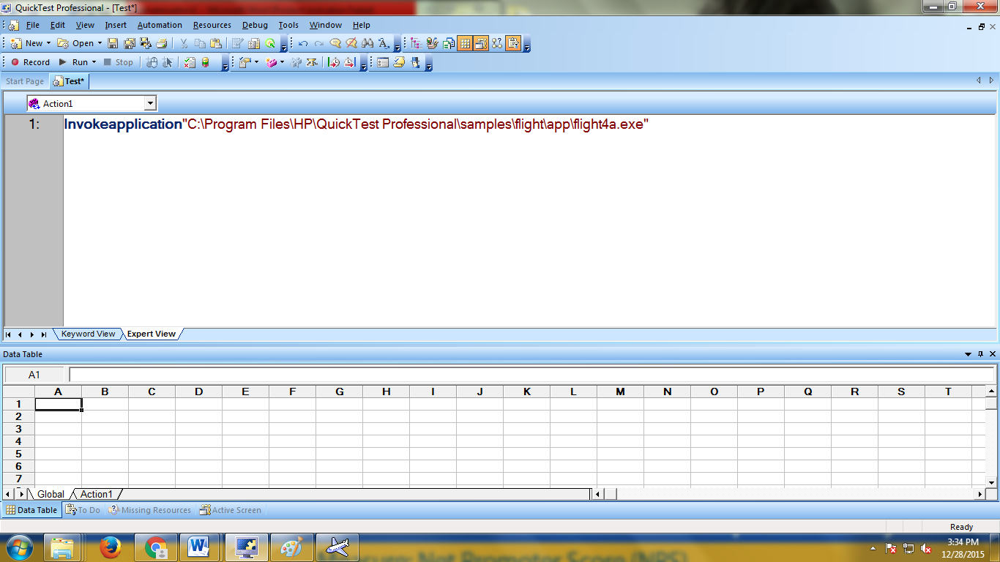 QuickTest Professional - [Test*]
File Edit View Insert Automation Resources Debug Tools Window Help
New Open
Record Run Stop
Start Page Test*
Action1
1: Invokeapplication"C:\Program Files\HP\QuickTest Professional\samples\flight\app\flight4a.exe"
Keyword View Expert View
Data Table
A1
A B C D E F G H I J K L M N O P Q R S T
1
2
3
4
5
6
7
Global Action1
Data Table To Do Missing Resources Active Screen
Ready
3:34 PM
12/28/2015